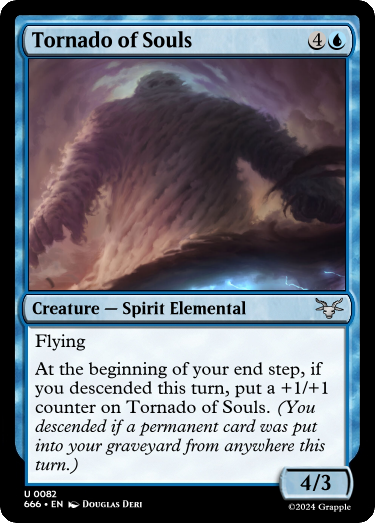 Tornado of Souls 4
Creature — Spirit Elemental
Flying
At the beginning of your end step, if
you descended this turn, put a +1/+1
counter on Tornado of Souls. (You
descended if a permanent card was put
into your graveyard from anywhere this
turn.)
4/3
U 0082
666 • EN Douglas Deri
©2024 Grapple